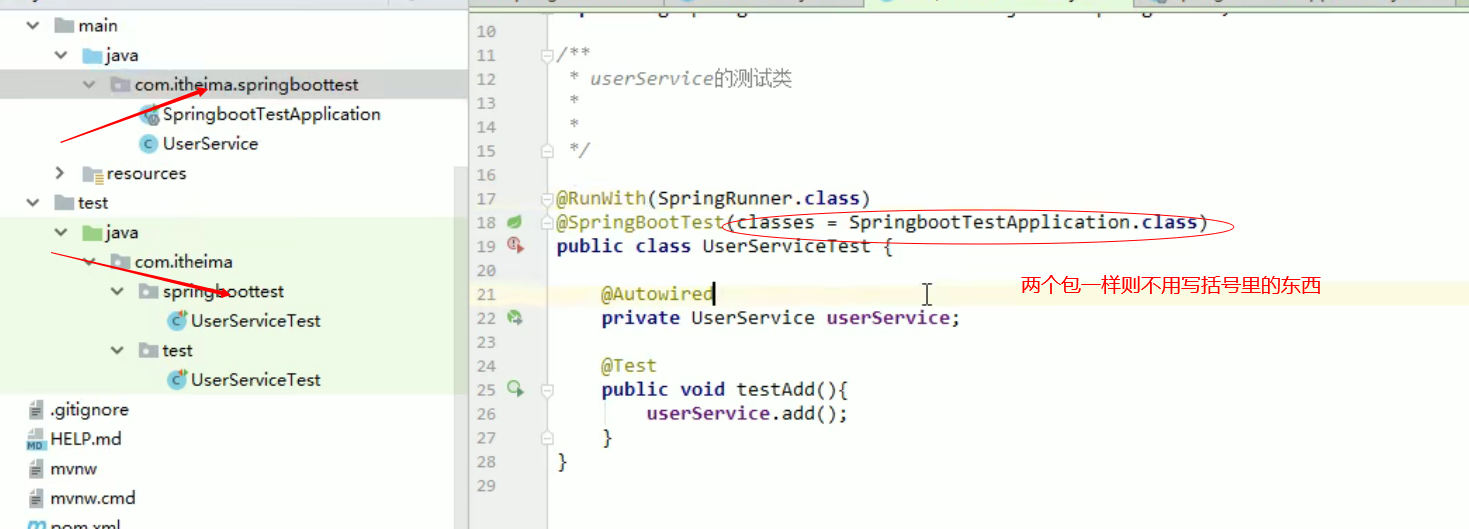 main
java
com.itheima.springboottest
SpringbootTestApplication
UserService
resources
test
java
com.itheima
springboottest
UserServiceTest
test
UserServiceTest
.gitignore
HELP.md
mvnw
mvnw.cmd
pom.xml
10
11 /**
12 * userService的测试类
13 *
14 *
15 */
16
17 @RunWith(SpringRunner.class)
18 @SpringBootTest(classes = SpringbootTestApplication.class)
19 public class UserServiceTest {
20
21 @Autowired
两个包一样则不用写括号里的东西
22 private UserService userService;
23
24 @Test
25 public void testAdd(){
26 userService.add();
27 }
28 }
29